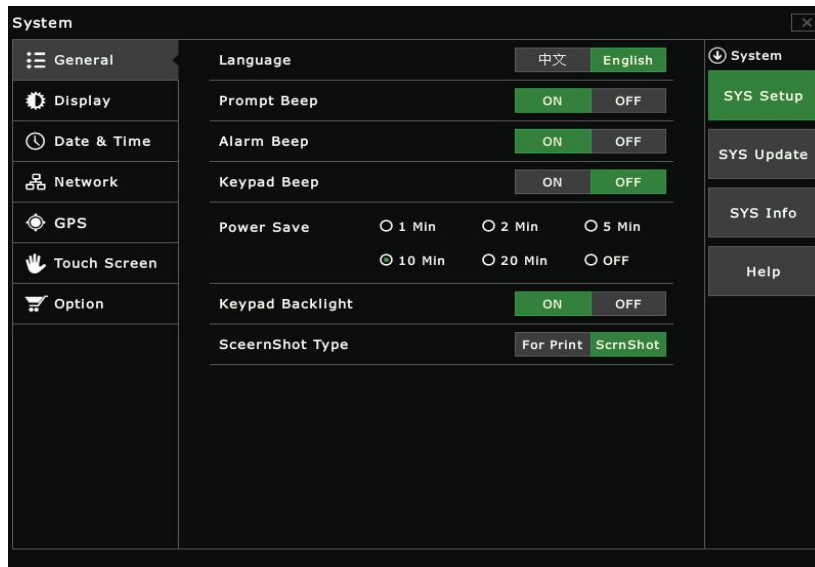 System
General
Display
Date & Time
Network
GPS
Touch Screen
Option
Language 中文 English
Prompt Beep ON OFF
Alarm Beep ON OFF
Keypad Beep ON OFF
Power Save 1 Min 2 Min 5 Min
10 Min 20 Min OFF
Keypad Backlight ON OFF
SceernShot Type For Print ScrnShot
System
SYS Setup
SYS Update
SYS Info
Help